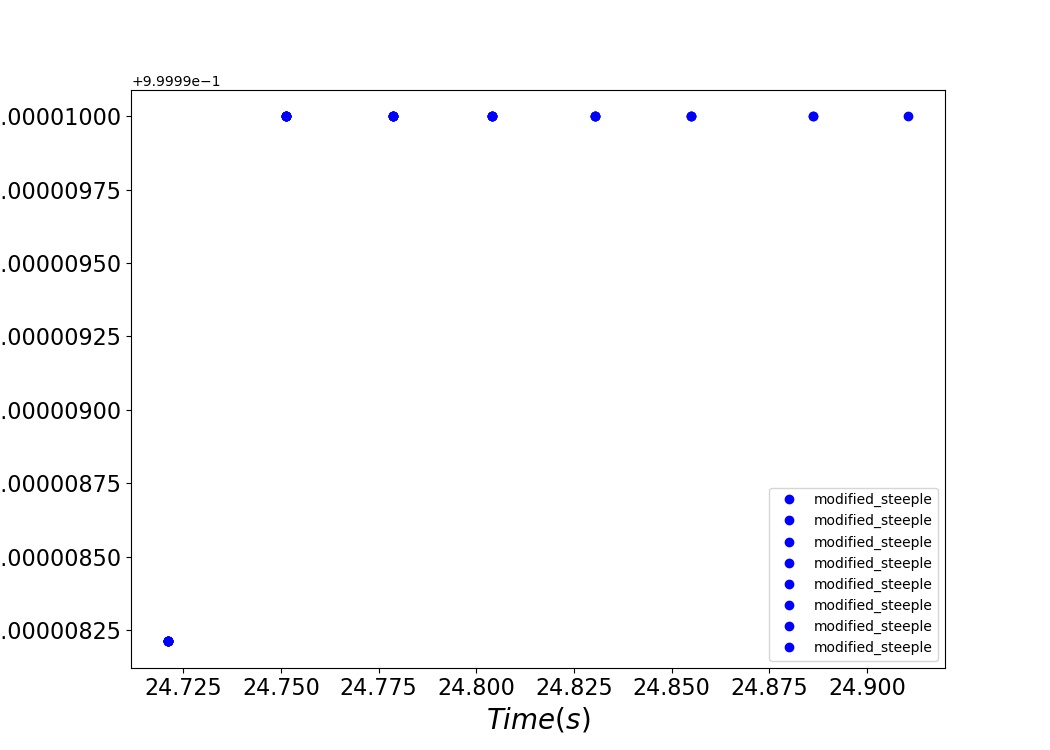 +9.9999e−1
.00001000
.00000975
.00000950
.00000925
.00000900
.00000875
.00000850
.00000825
modified_steeple
modified_steeple
modified_steeple
modified_steeple
modified_steeple
modified_steeple
modified_steeple
modified_steeple
24.725 24.750 24.775 24.800 24.825 24.850 24.875 24.900
Time(s)